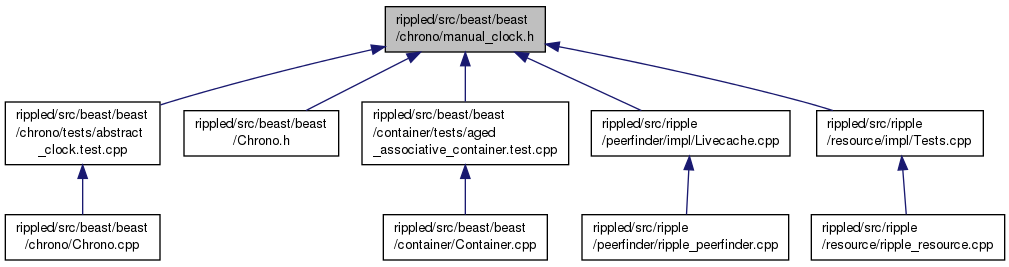 rippled/src/beast/beast
/chrono/manual_clock.h
rippled/src/beast/beast
/chrono/tests/abstract
_clock.test.cpp
rippled/src/beast/beast
/Chrono.h
rippled/src/beast/beast
/container/tests/aged
_associative_container.test.cpp
rippled/src/ripple
/peerfinder/impl/Livecache.cpp
rippled/src/ripple
/resource/impl/Tests.cpp
rippled/src/beast/beast
/chrono/Chrono.cpp
rippled/src/beast/beast
/container/Container.cpp
rippled/src/ripple
/peerfinder/ripple_peerfinder.cpp
rippled/src/ripple
/resource/ripple_resource.cpp